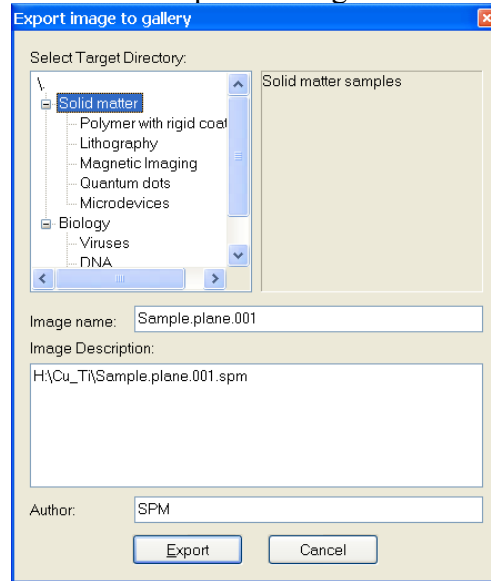 Export image to gallery
Select Target Directory:
\
Solid matter
Solid matter samples
Polymer with rigid coat
Lithography
Magnetic Imaging
Quantum dots
Microdevices
Biology
Viruses
DNA
Image name:
Sample.plane.001
Image Description:
H:\Cu_Ti\Sample.plane.001.spm
Author:
SPM
Export
Cancel